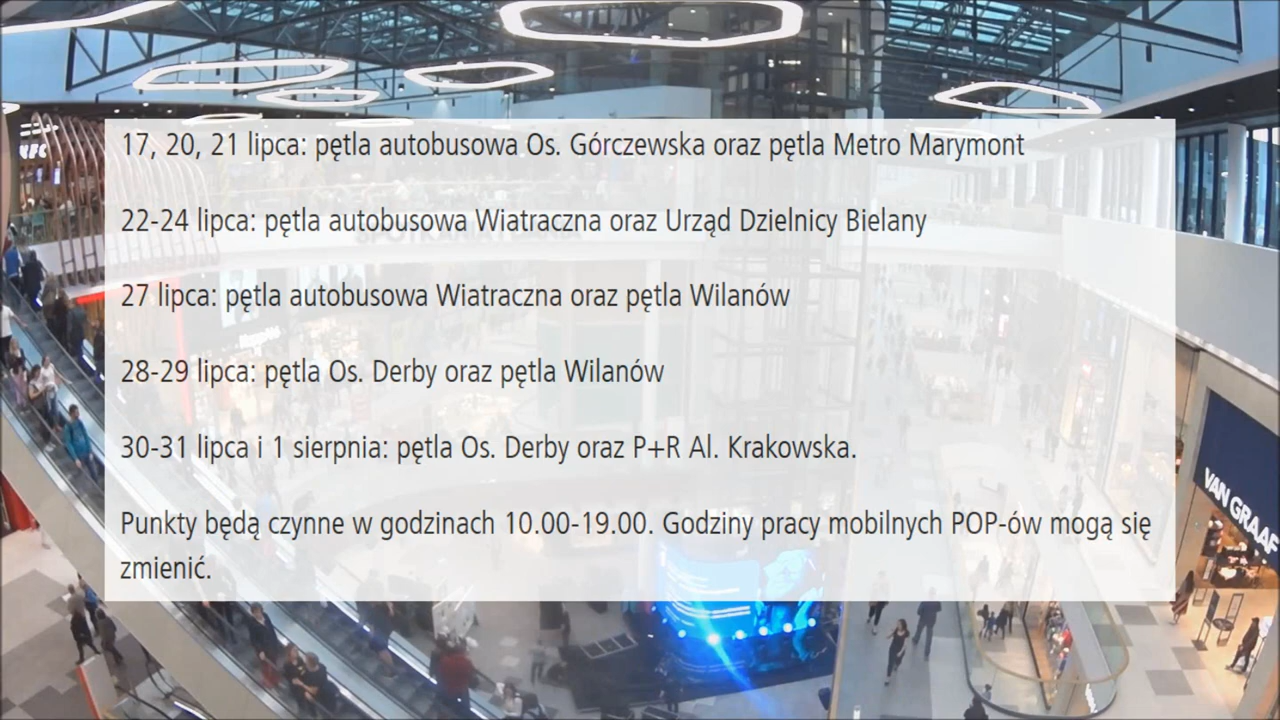 KFC
17, 20, 21 lipca: pętla autobusowa Os. Górczewska oraz pętla Metro Marymont
22-24 lipca: pętla autobusowa Wiatraczna oraz Urząd Dzielnicy Bielany
27 lipca: pętla autobusowa Wiatraczna oraz pętla Wilanów
28-29 lipca: pętla Os. Derby oraz pętla Wilanów
30-31 lipca i 1 sierpnia: pętla Os. Derby oraz P+R Al. Krakowska.
Punkty będą czynne w godzinach 10.00-19.00. Godziny pracy mobilnych POP-ów mogą się
zmienić.
VAN GRAAF